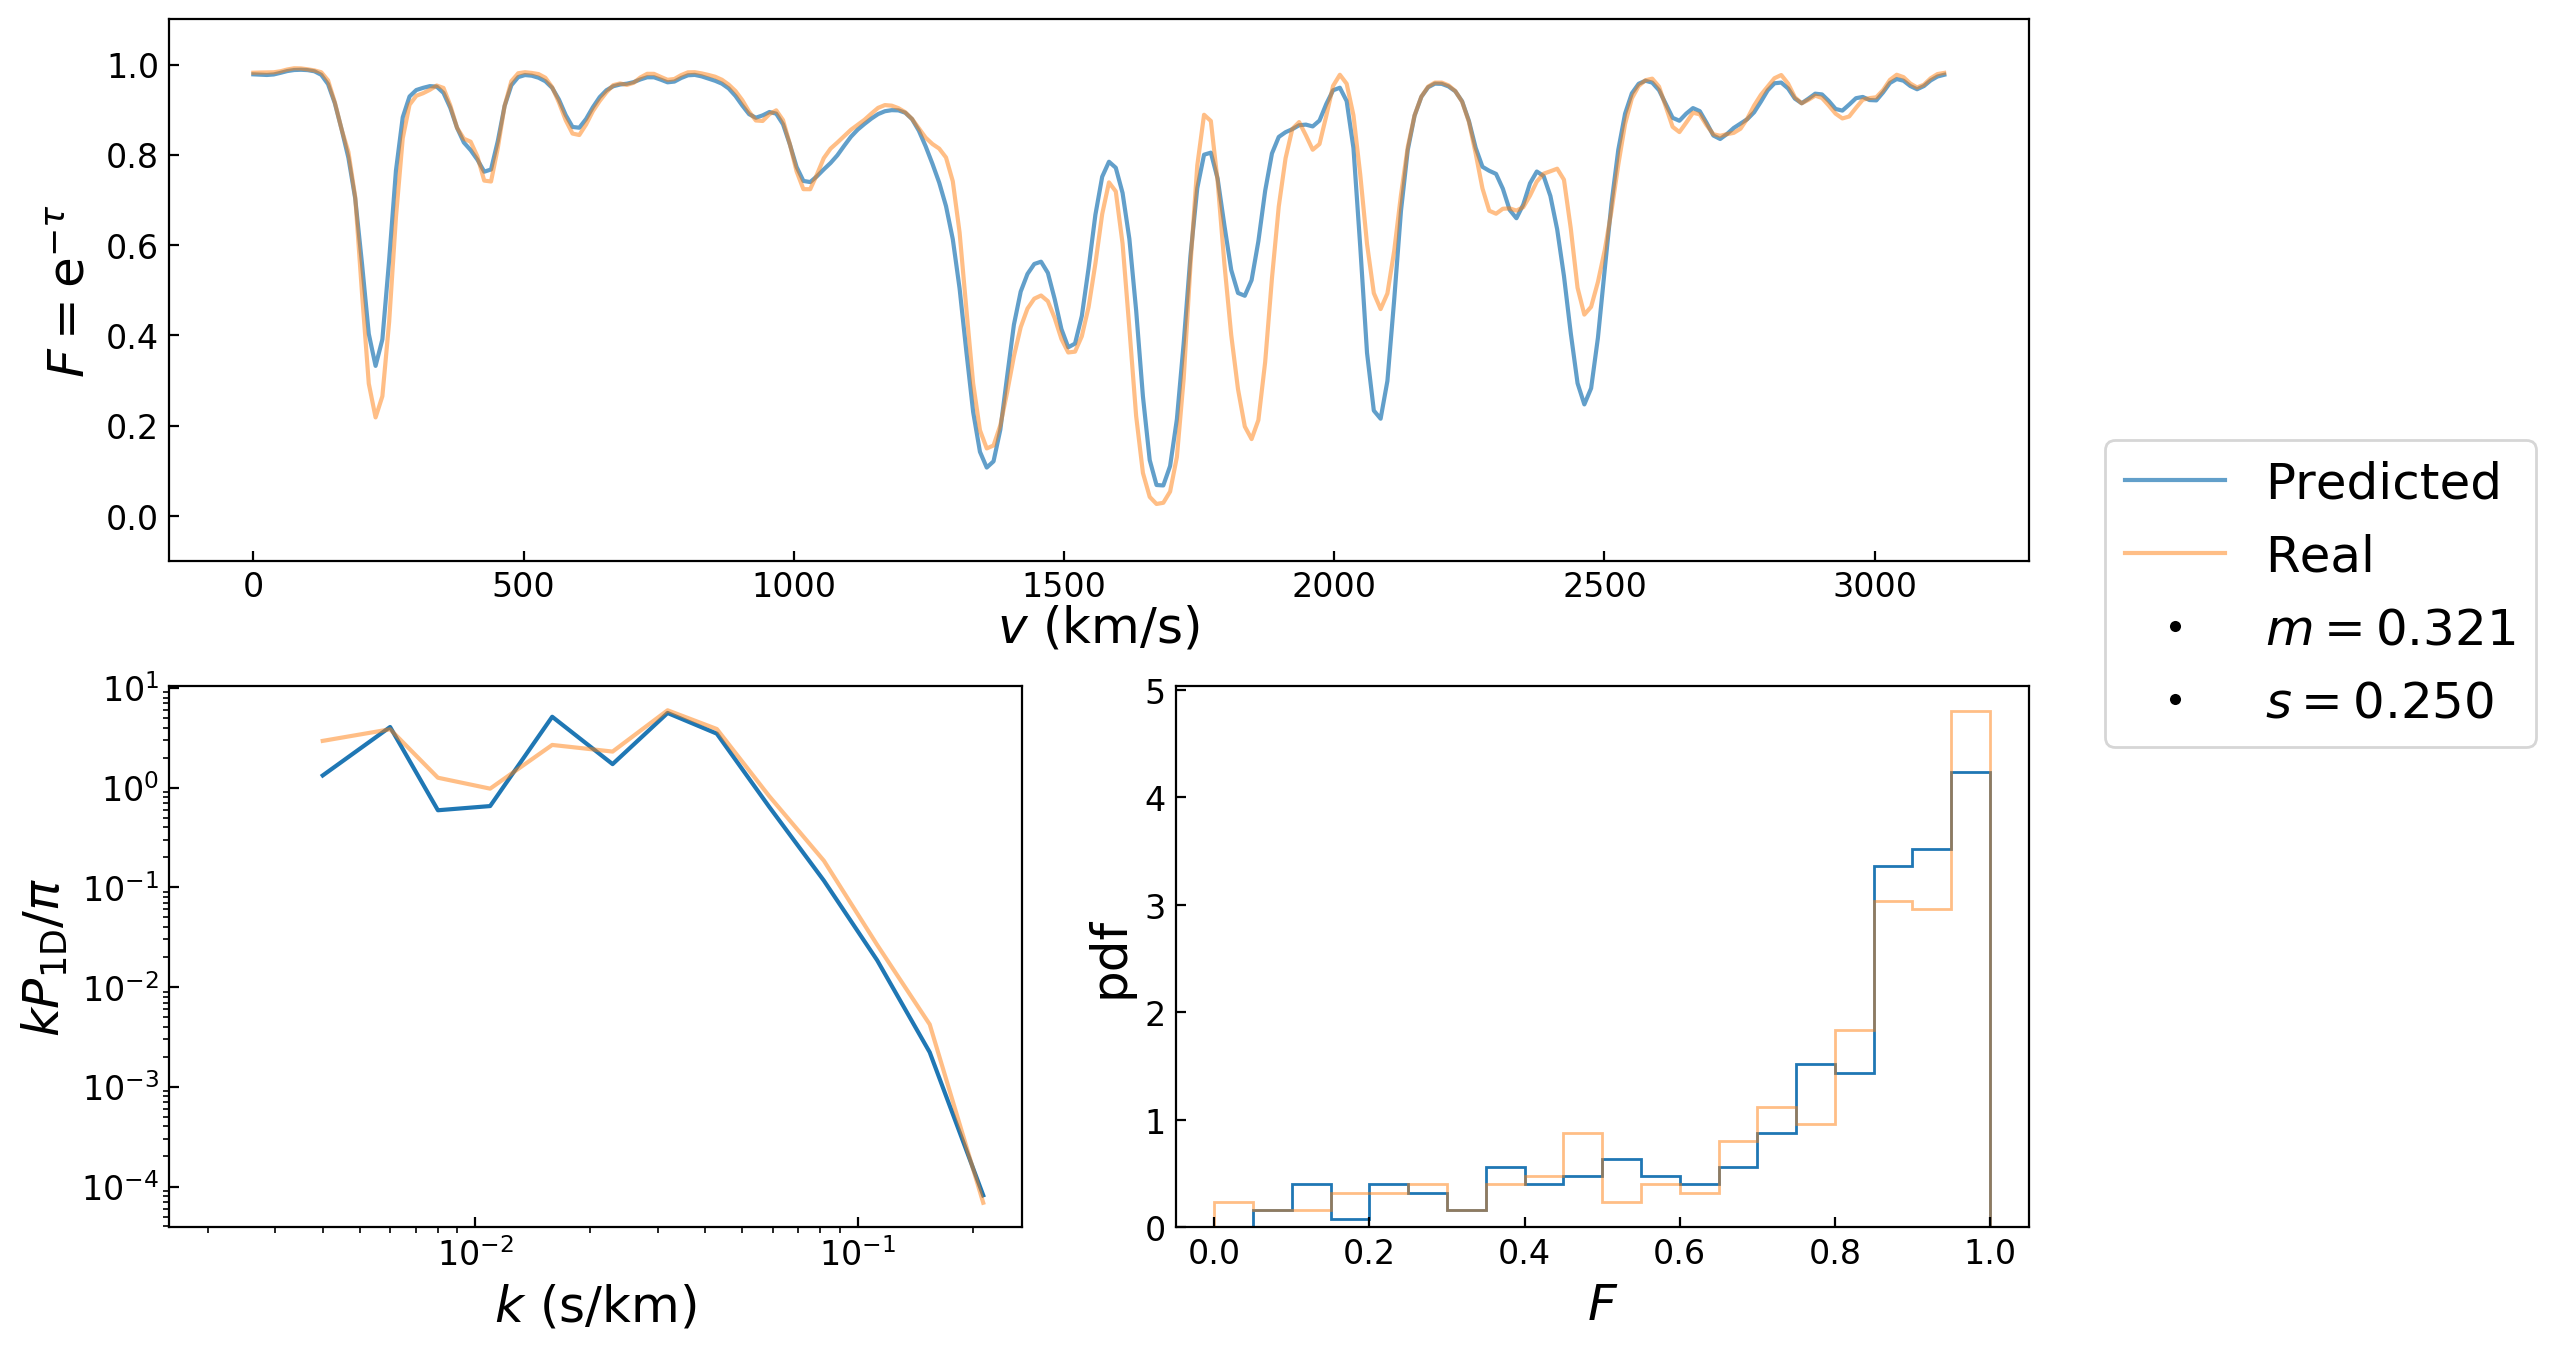 1.0
0.8
0.6
0.4
0.2
0.0
F = e^{−τ}
0 500 1000 1500 2000 2500 3000
v (km/s)
Predicted
Real
m = 0.321
s = 0.250
10^1
10^0
10^{−1}
10^{−2}
10^{−3}
10^{−4}
kP_{1D}/π
10^{−2} 10^{−1}
k (s/km)
5
4
3
2
1
0
pdf
0.0 0.2 0.4 0.6 0.8 1.0
F